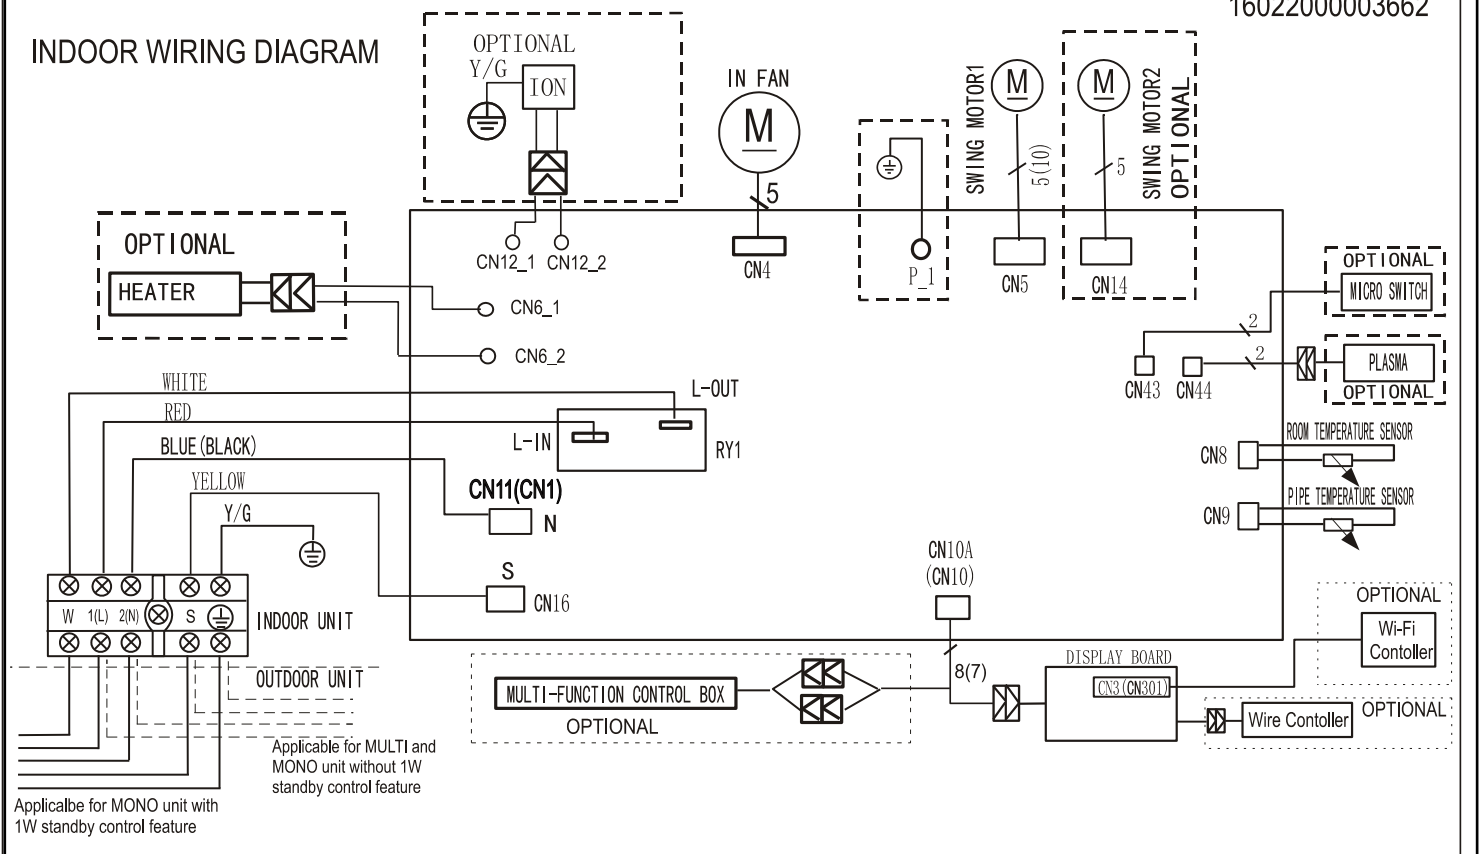 16022000003662
INDOOR WIRING DIAGRAM
OPTIONAL
Y/G
ION
IN FAN
M
5
SWING MOTOR1
M
5(10)
M
5
SWING MOTOR2
OPTIONAL
P_1
CN12_1
CN12_2
CN4
CN5
CN14
OPTIONAL
HEATER
CN6_1
CN6_2
OPTIONAL
MICRO SWITCH
2
2
CN43
CN44
PLASMA
OPTIONAL
WHITE
RED
BLUE(BLACK)
YELLOW
Y/G
L-OUT
L-IN
RY1
CN11(CN1)
N
S
CN16
CN8
ROOM TEMPERATURE SENSOR
CN9
PIPE TEMPERATURE SENSOR
CN10A
(CN10)
8(7)
W
1(L)
2(N)
S
INDOOR UNIT
OUTDOOR UNIT
Applicable for MULTI and
MONO unit without 1W
standby control feature
Applicalbe for MONO unit with
1W standby control feature
MULTI-FUNCTION CONTROL BOX
OPTIONAL
DISPLAY BOARD
CN3(CN301)
OPTIONAL
Wi-Fi
Contoller
Wire Contoller
OPTIONAL